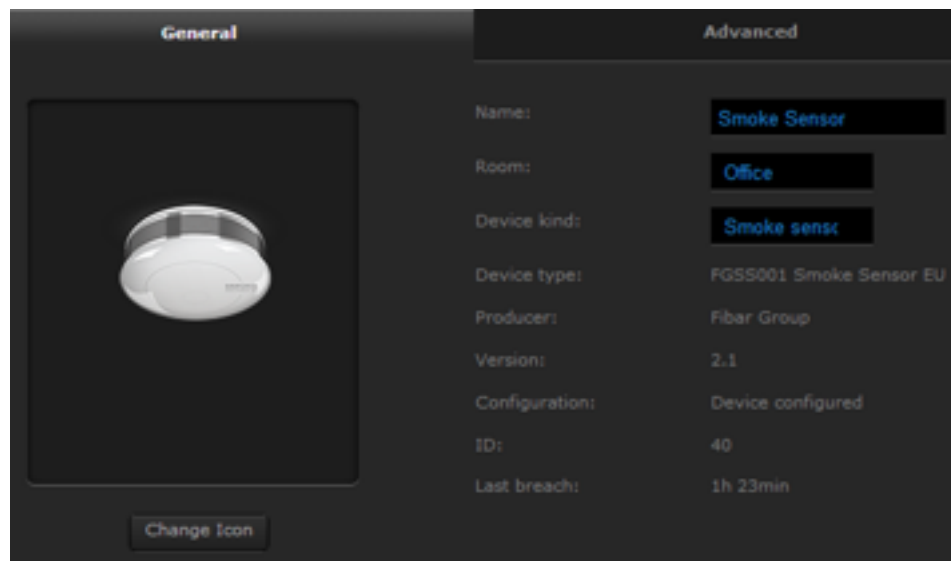 General
Advanced
Name: Smoke Sensor
Room: Office
Device kind: Smoke sensc
Device type: FGSS001 Smoke Sensor EU
Producer: Fibar Group
Version: 2.1
Configuration: Device configured
ID: 40
Last breach: 1h 23min
Change Icon